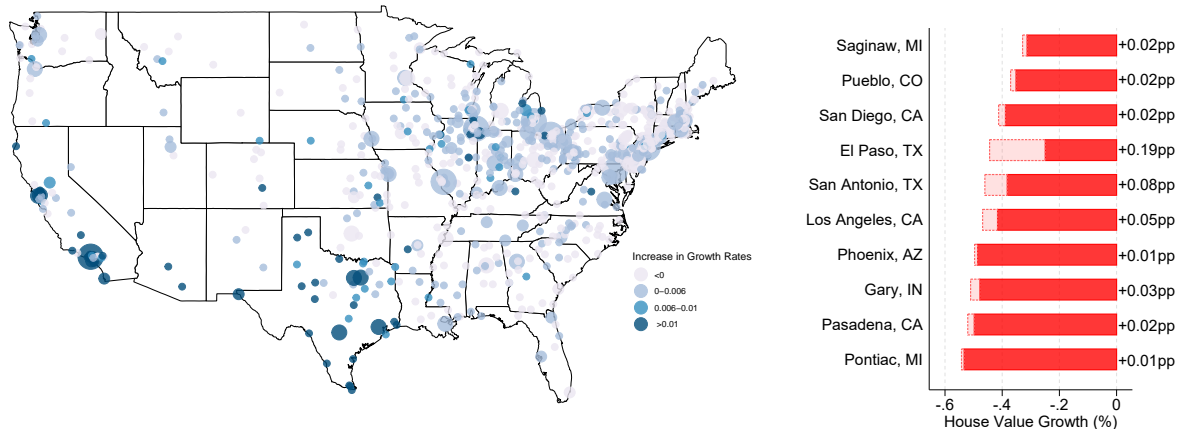 Increase in Growth Rates
<0
0−0.006
0.006−0.01
>0.01
Saginaw, MI +0.02pp
Pueblo, CO +0.02pp
San Diego, CA +0.02pp
El Paso, TX +0.19pp
San Antonio, TX +0.08pp
Los Angeles, CA +0.05pp
Phoenix, AZ +0.01pp
Gary, IN +0.03pp
Pasadena, CA +0.02pp
Pontiac, MI +0.01pp
-.6 -.4 -.2 0
House Value Growth (%)